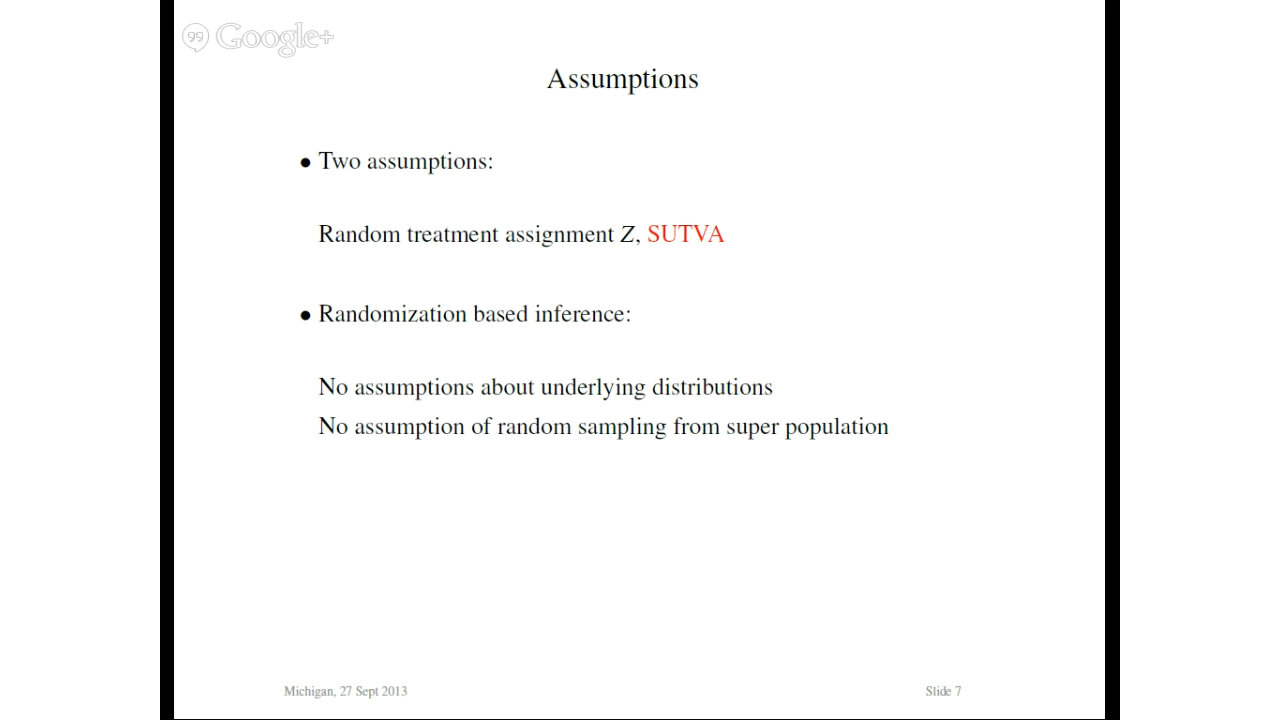 99 Google+
Assumptions
• Two assumptions:
Random treatment assignment Z, SUTVA
• Randomization based inference:
No assumptions about underlying distributions
No assumption of random sampling from super population
Michigan, 27 Sept 2013
Slide 7